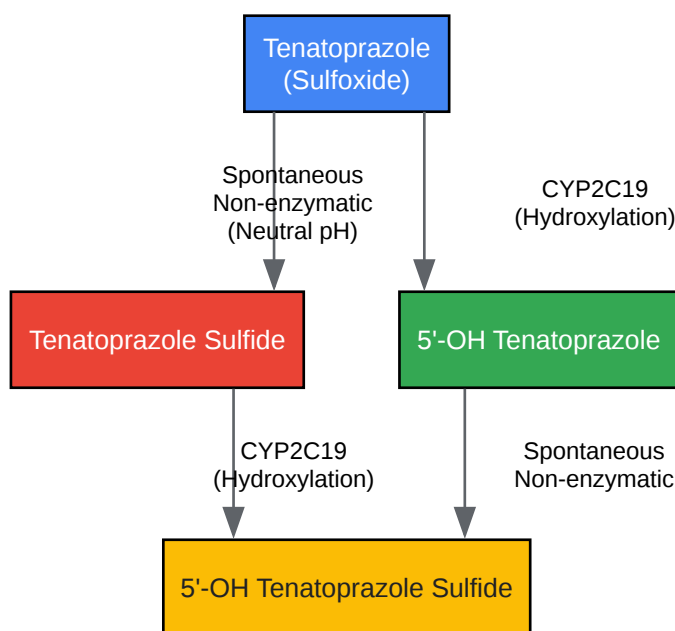 Tenatoprazole
(Sulfoxide)
Spontaneous
Non-enzymatic
(Neutral pH)
CYP2C19
(Hydroxylation)
Tenatoprazole Sulfide
5'-OH Tenatoprazole
CYP2C19
(Hydroxylation)
Spontaneous
Non-enzymatic
5'-OH Tenatoprazole Sulfide